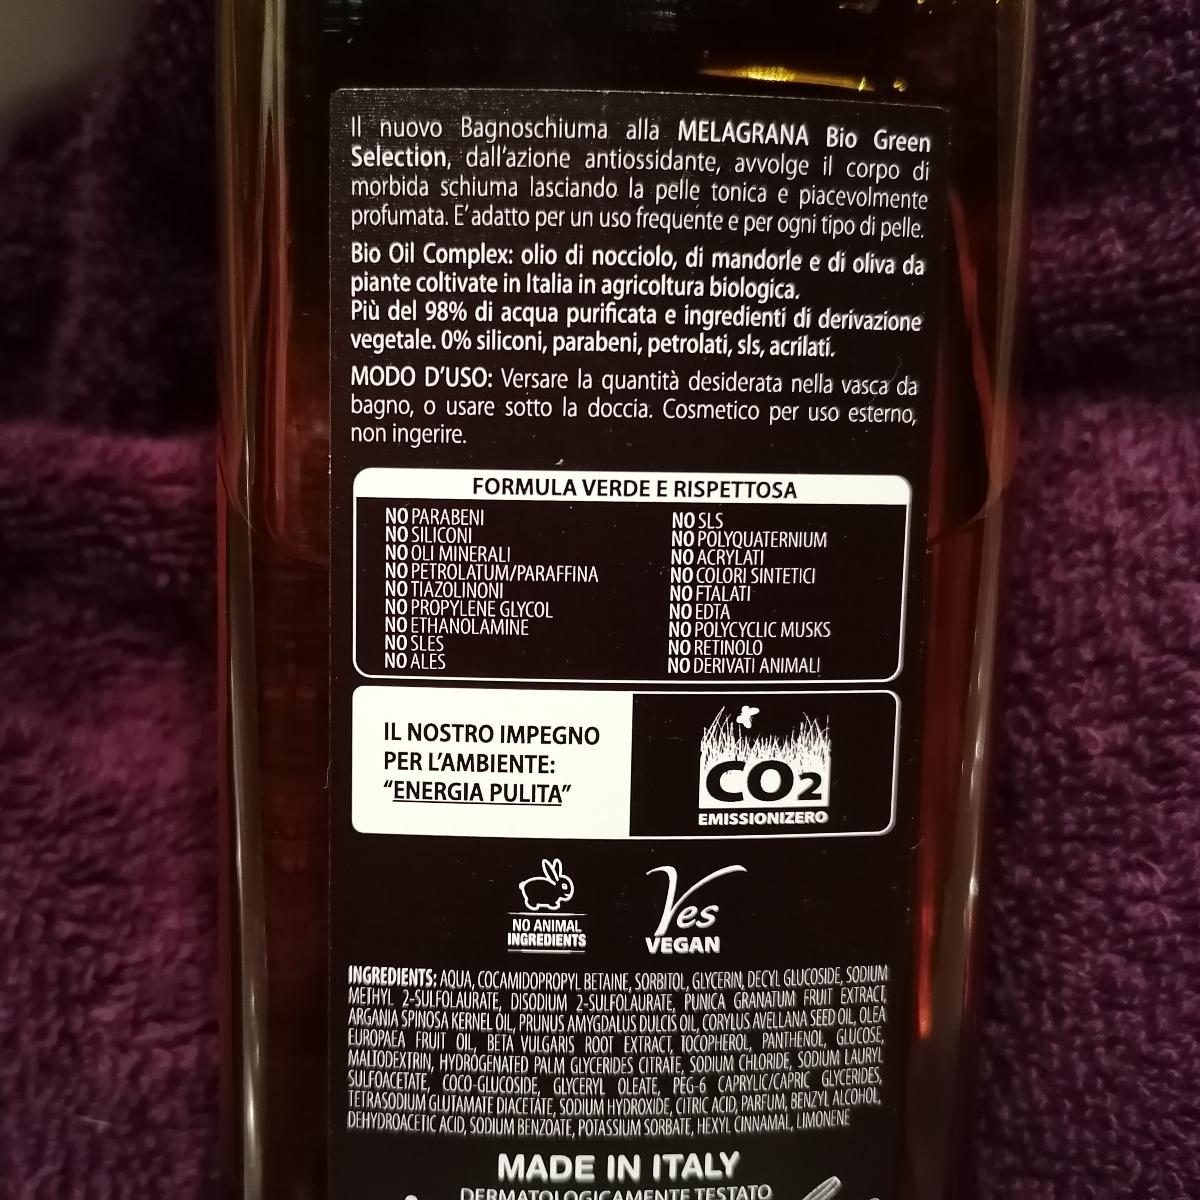 Il nuovo Bagnoschiuma alla MELAGRANA Bio Green
Selection, dall'azione antiossidante, avvolge il corpo di
morbida schiuma lasciando la pelle tonica e piacevolmente
profumata. E' adatto per un uso frequente e per ogni tipo di pelle.
Bio Oil Complex: olio di nocciolo, di mandorle e di oliva da
piante coltivate in Italia in agricoltura biologica.
Più del 98% di acqua purificata e ingredienti di derivazione
vegetale. 0% siliconi, parabeni, petrolati, sls, acrilati.
MODO D'USO: Versare la quantità desiderata nella vasca da
bagno, o usare sotto la doccia. Cosmetico per uso esterno,
non ingerire.
FORMULA VERDE E RISPETTOSA
NO PARABENI
NO SILICONI
NO OLI MINERALI
NO PETROLATUM/PARAFFINA
NO TIAZOLINONI
NO PROPYLENE GLYCOL
NO ETHANOLAMINE
NO SLES
NO ALES
NO SLS
NO POLYQUATERNIUM
NO ACRYLATI
NO COLORI SINTETICI
NO FTALATI
NO EDTA
NO POLYCYCLIC MUSKS
NO RETINOLO
NO DERIVATI ANIMALI
IL NOSTRO IMPEGNO
PER L'AMBIENTE:
"ENERGIA PULITA"
CO2
EMISSIONIZERO
NO ANIMAL
INGREDIENTS
Yes
VEGAN
INGREDIENTS: AQUA, COCAMIDOPROPYL BETAINE, SORBITOL, GLYCERIN, DECYL GLUCOSIDE, SODIUM
METHYL 2-SULFOLAURATE, DISODIUM 2-SULFOLAURATE, PUNICA GRANATUM FRUIT EXTRACT,
ARGANIA SPINOSA KERNEL OIL, PRUNUS AMYGDALUS DULCIS OIL, CORYLUS AVELLANA SEED OIL, OLEA
EUROPAEA FRUIT OIL, BETA VULGARIS ROOT EXTRACT, TOCOPHEROL, PANTHENOL, GLUCOSE,
MALTODEXTRIN, HYDROGENATED PALM GLYCERIDES CITRATE, SODIUM CHLORIDE, SODIUM LAURYL
SULFOACETATE, COCO-GLUCOSIDE, GLYCERYL OLEATE, PEG-6 CAPRYLIC/CAPRIC GLYCERIDES,
TETRASODIUM GLUTAMATE DIACETATE, SODIUM HYDROXIDE, CITRIC ACID, PARFUM, BENZYL ALCOHOL,
DEHYDROACETIC ACID, SODIUM BENZOATE, POTASSIUM SORBATE, HEXYL CINNAMAL, LIMONENE
MADE IN ITALY
DERMATOLOGICAMENTE TESTATO